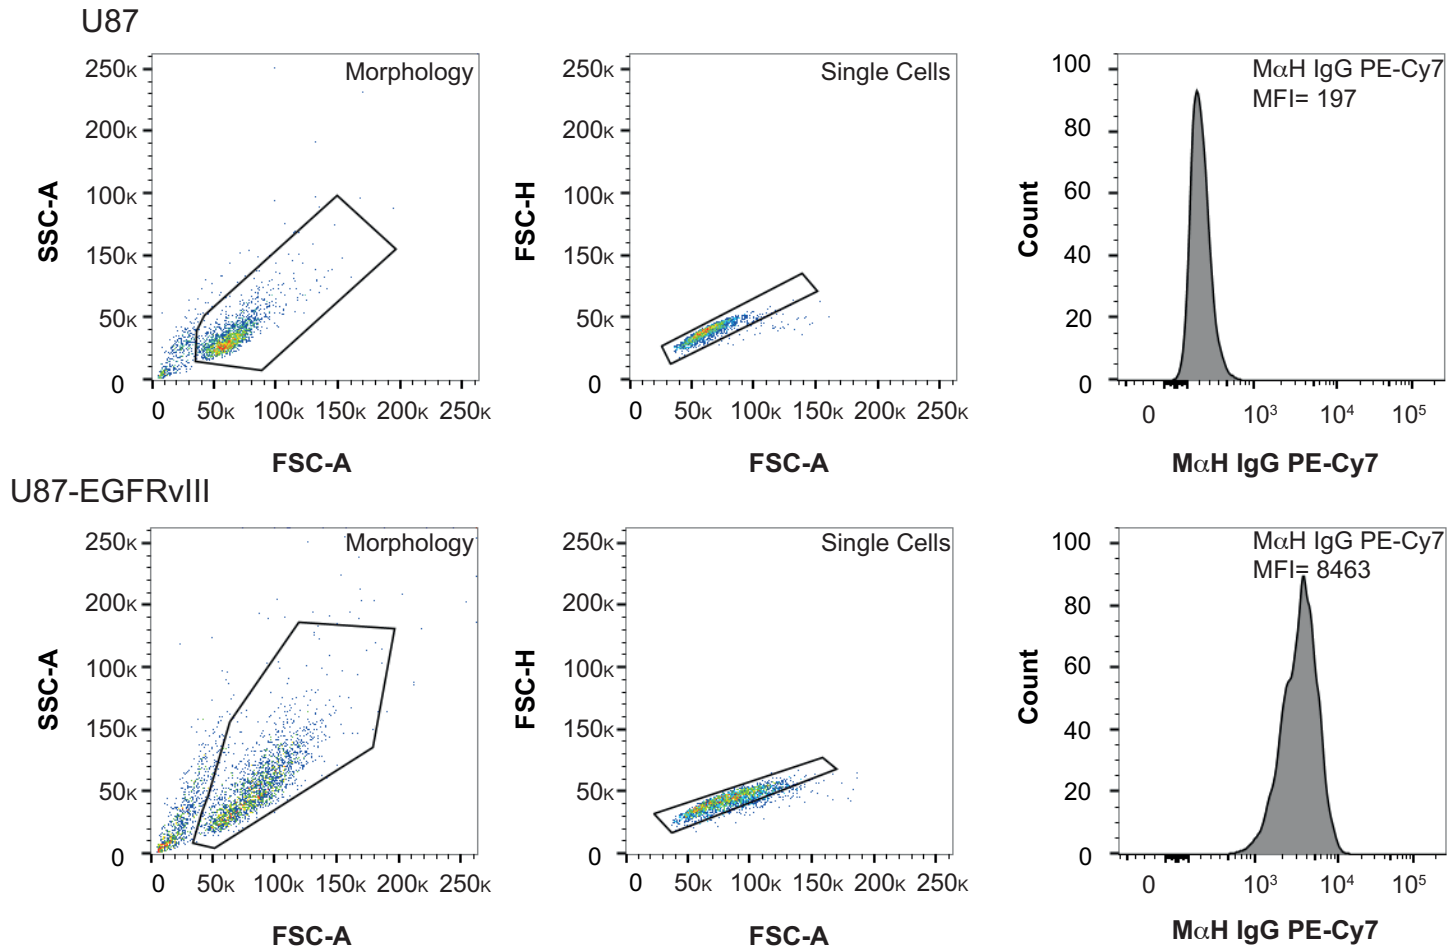 U87
Morphology
250K
200K
100K
150K
50K
0
SSC-A
0 50K 100K 150K 200K 250K
FSC-A
Single Cells
250K
200K
100K
150K
50K
0
FSC-H
0 50K 100K 150K 200K 250K
FSC-A
MαH IgG PE-Cy7
MFI= 197
100
80
60
40
20
0
Count
0 10³ 10⁴ 10⁵
MαH IgG PE-Cy7
U87-EGFRvIII
Morphology
250K
200K
100K
150K
50K
0
SSC-A
0 50K 100K 150K 200K 250K
FSC-A
Single Cells
250K
200K
100K
150K
50K
0
FSC-H
0 50K 100K 150K 200K 250K
FSC-A
MαH IgG PE-Cy7
MFI= 8463
100
80
60
40
20
0
Count
0 10³ 10⁴ 10⁵
MαH IgG PE-Cy7